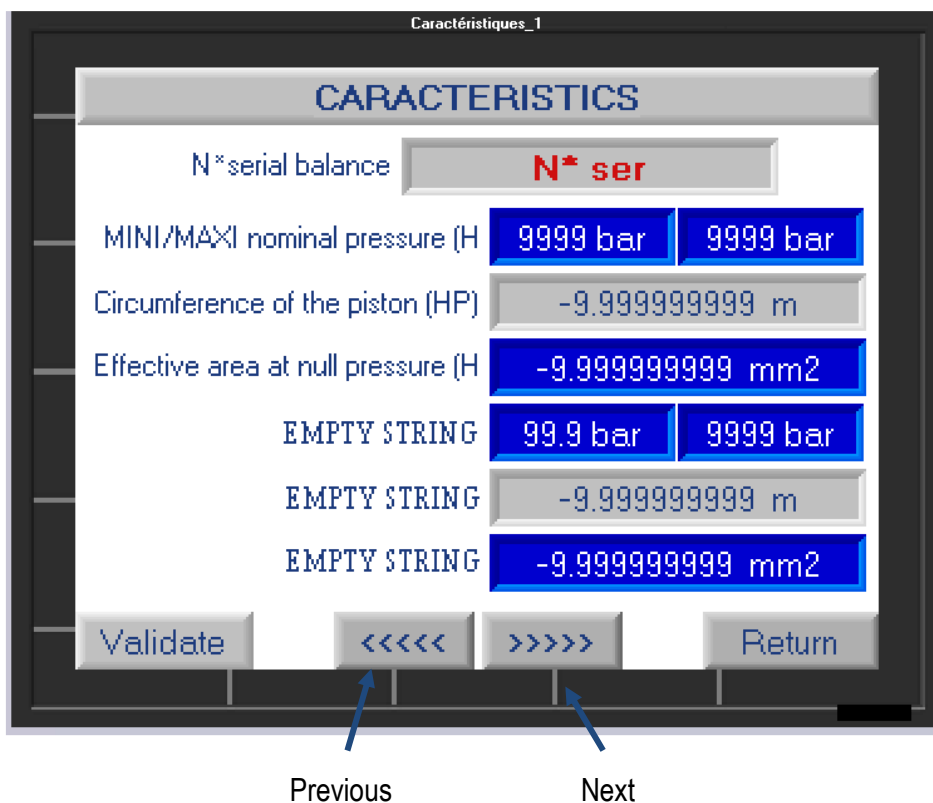 Caractéristiques_1
CARACTERISTICS
N*serial balance N* ser
MINI/MAXI nominal pressure (H 9999 bar 9999 bar
Circumference of the piston (HP) -9.999999999 m
Effective area at null pressure (H -9.999999999 mm2
EMPTY STRING 99.9 bar 9999 bar
EMPTY STRING -9.999999999 m
EMPTY STRING -9.999999999 mm2
Validate <<<<< >>>>> Return
Previous Next